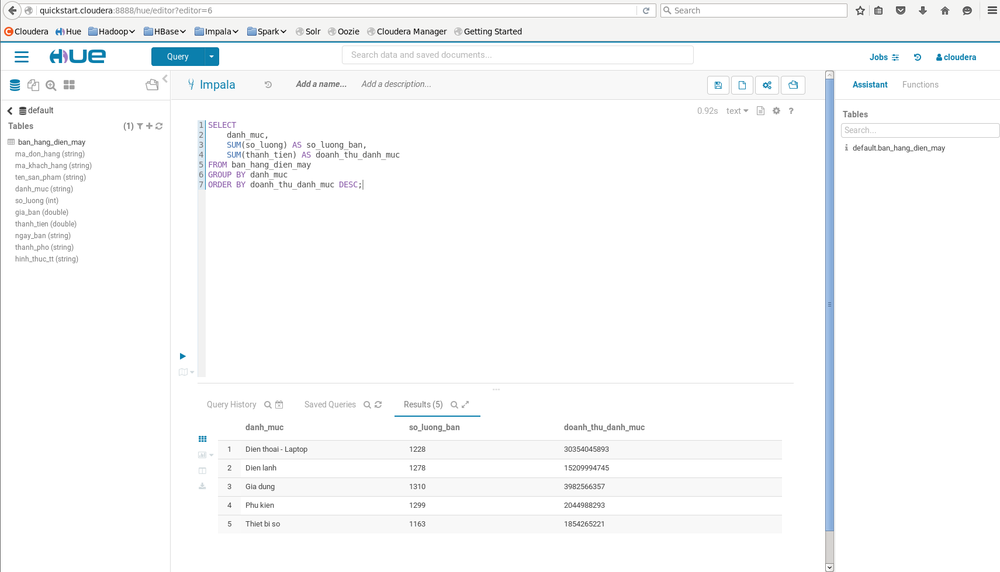 quickstart.cloudera:8888/hue/editor?editor=6
Search
Cloudera Hue Hadoop HBase Impala Spark Solr Oozie Cloudera Manager Getting Started
HUE Query Search data and saved documents... Jobs cloudera
Impala Add a name... Add a description...
Assistant Functions
default
Tables (1)
ban_hang_dien_may
ma_don_hang (string)
ma_khach_hang (string)
ten_san_pham (string)
danh_muc (string)
so_luong (int)
gia_ban (double)
thanh_tien (double)
ngay_ban (string)
thanh_pho (string)
hinh_thuc_tt (string)
0.92s text ?
1 SELECT
2 danh_muc,
3 SUM(so_luong) AS so_luong_ban,
4 SUM(thanh_tien) AS doanh_thu_danh_muc
5 FROM ban_hang_dien_may
6 GROUP BY danh_muc
7 ORDER BY doanh_thu_danh_muc DESC;
Query History Saved Queries Results (5)
danh_muc so_luong_ban doanh_thu_danh_muc
1 Dien thoai - Laptop 1228 30354045893
2 Dien lanh 1278 15209994745
3 Gia dung 1310 3982566357
4 Phu kien 1299 2044988293
5 Thiet bi so 1163 1854265221
Tables
Search...
default.ban_hang_dien_may